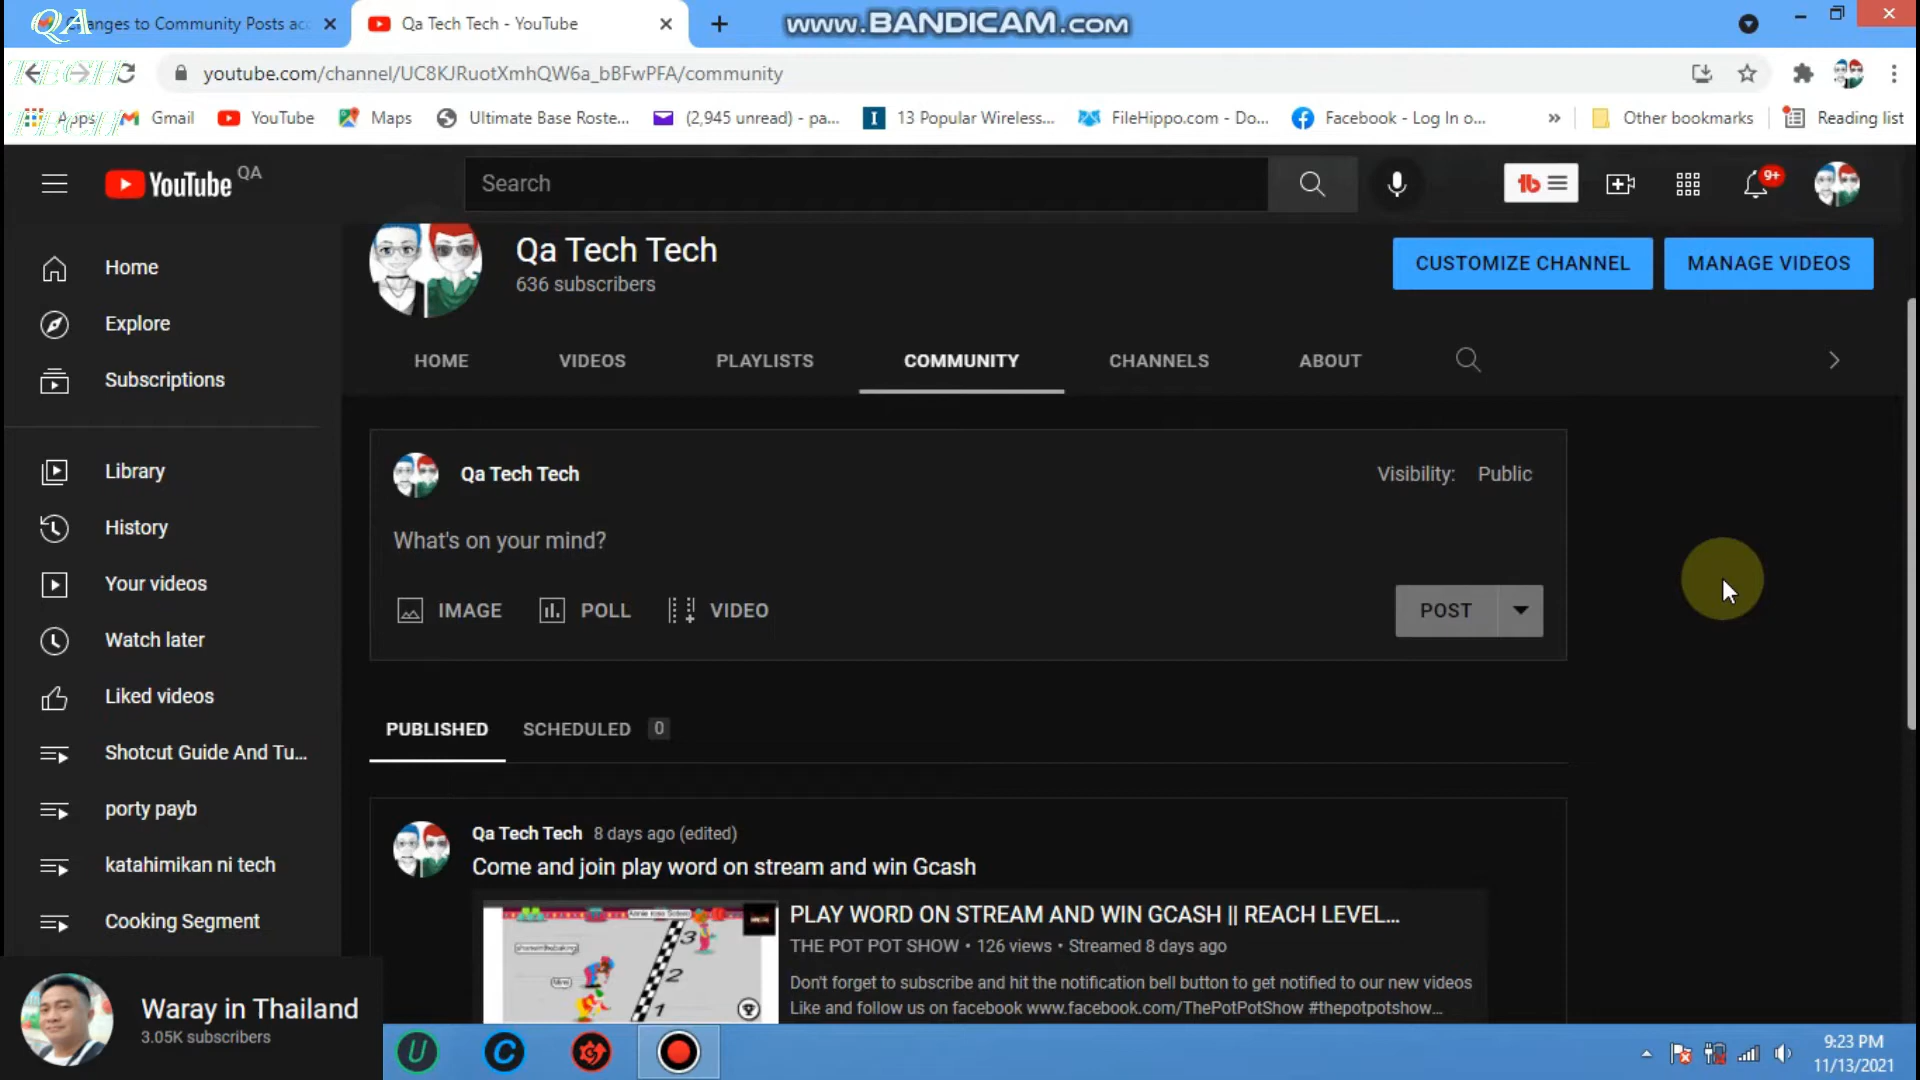 QA
TECH
TECH
anges to Community Posts acc
Qa Tech Tech - YouTube
www.BANDICAM.com
youtube.com/channel/UC8KJRuotXmhQW6a_bBFwPFA/community
Apps
Gmail
YouTube
Maps
Ultimate Base Roste...
(2,945 unread) - pa...
13 Popular Wireless...
FileHippo.com - Do...
Facebook - Log In o...
»
Other bookmarks
Reading list
YouTube QA
Search
9+
Home
Explore
Subscriptions
Library
History
Your videos
Watch later
Liked videos
Shotcut Guide And Tu...
porty payb
katahimikan ni tech
Cooking Segment
Qa Tech Tech
636 subscribers
CUSTOMIZE CHANNEL
MANAGE VIDEOS
HOME
VIDEOS
PLAYLISTS
COMMUNITY
CHANNELS
ABOUT
Qa Tech Tech
Visibility: Public
What's on your mind?
IMAGE
POLL
VIDEO
POST
PUBLISHED
SCHEDULED 0
Qa Tech Tech 8 days ago (edited)
Come and join play word on stream and win Gcash
3
2
1
PLAY WORD ON STREAM AND WIN GCASH || REACH LEVEL...
THE POT POT SHOW • 126 views • Streamed 8 days ago
Don't forget to subscribe and hit the notification bell button to get notified to our new videos
Like and follow us on facebook www.facebook.com/ThePotPotShow #thepotpotshow...
Waray in Thailand
3.05K subscribers
9:23 PM
11/13/2021